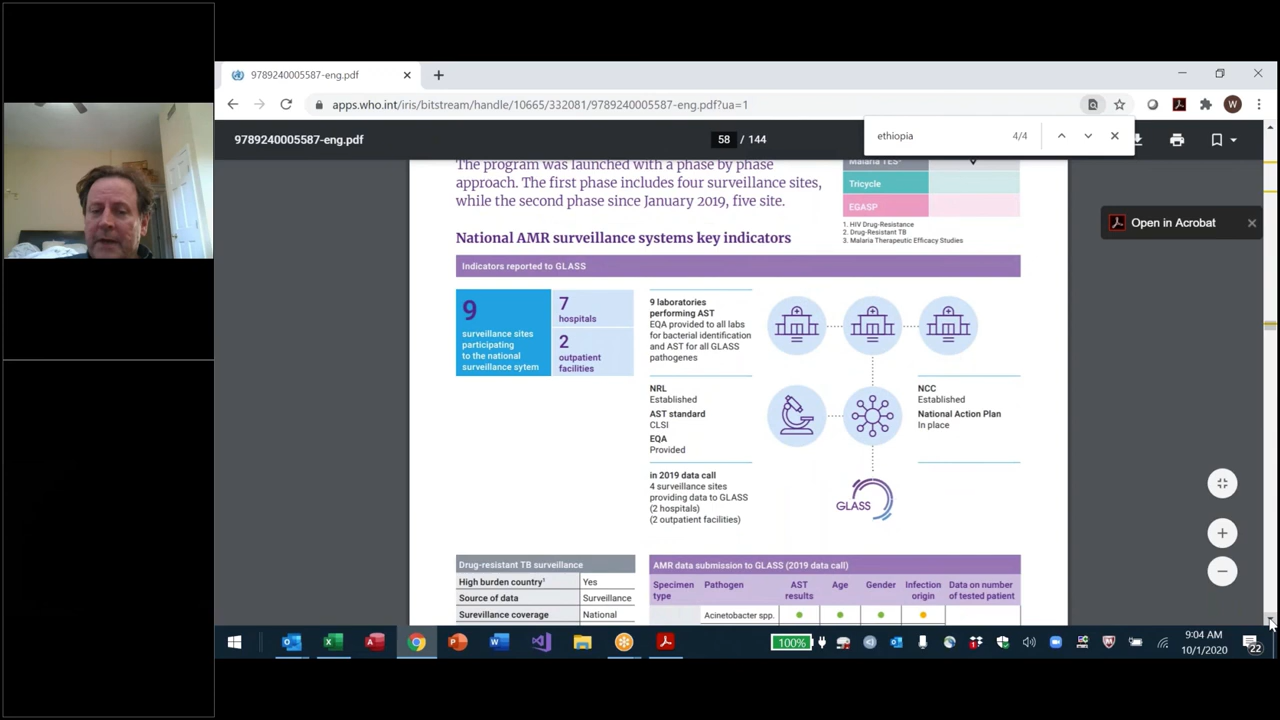 9789240005587-eng.pdf
apps.who.int/iris/bitstream/handle/10665/332081/9789240005587-eng.pdf?ua=1
W
9789240005587-eng.pdf
58 / 144
ethiopia
4/4
Open in Acrobat
The program was launched with a phase by phase
approach. The first phase includes four surveillance sites,
while the second phase since January 2019, five site.
Malaria TES³
Tricycle
EGASP
1. HIV Drug-Resistance
2. Drug-Resistant TB
3. Malaria Therapeutic Efficacy Studies
National AMR surveillance systems key indicators
Indicators reported to GLASS
9
surveillance sites
participating
to the national
surveillance sytem
7
hospitals
2
outpatient
facilities
9 laboratories
performing AST
EQA provided to all labs
for bacterial identification
and AST for all GLASS
pathogenes
NRL
Established
AST standard
CLSI
EQA
Provided
NCC
Established
National Action Plan
In place
in 2019 data call
4 surveillance sites
providing data to GLASS
(2 hospitals)
(2 outpatient facilities)
GLASS
Drug-resistant TB surveillance
High burden country¹ Yes
Source of data Surveillance
Surevillance coverage National
AMR data submission to GLASS (2019 data call)
Specimen type Pathogen AST results Age Gender Infection origin Data on number of tested patient
Acinetobacter spp.
100%
9:04 AM
10/1/2020
22